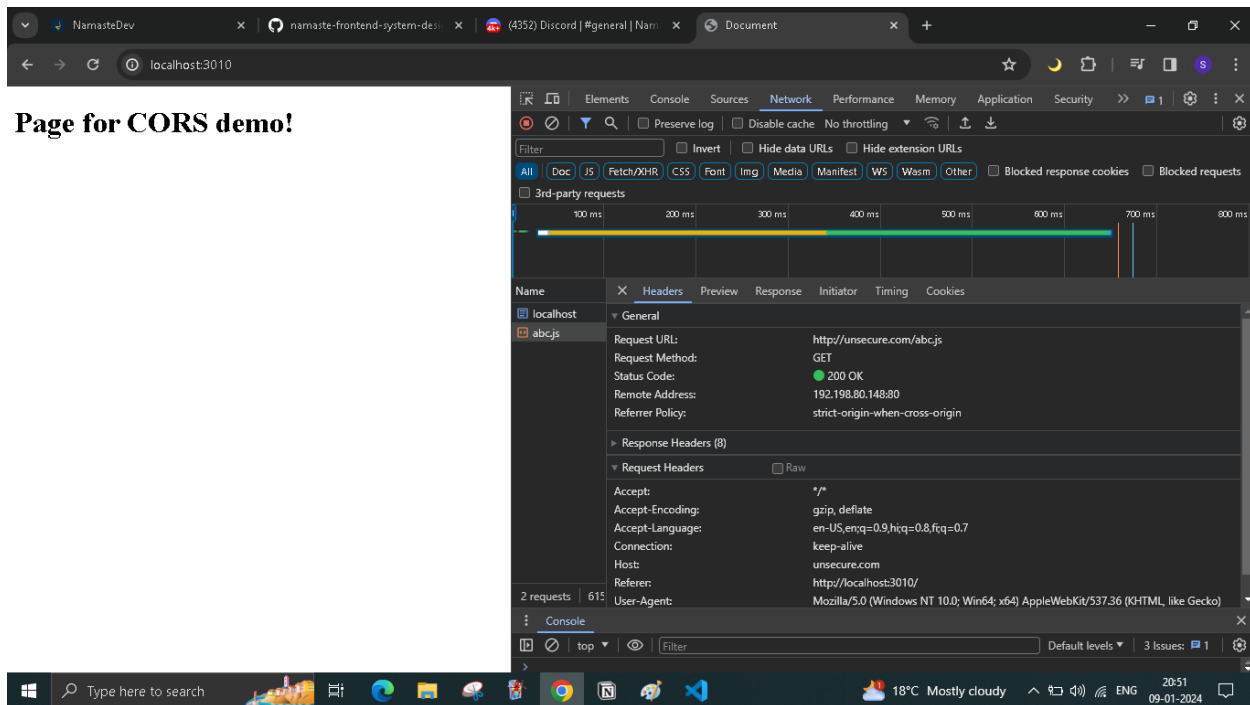 NamasteDev
namaste-frontend-system-desi
(4352) Discord | #general | Nam
Document
localhost:3010
S
Page for CORS demo!
Elements Console Sources Network Performance Memory Application Security 1
Preserve log Disable cache No throttling
Filter Invert Hide data URLs Hide extension URLs
All Doc JS Fetch/XHR CSS Font Img Media Manifest WS Wasm Other Blocked response cookies Blocked requests
3rd-party requests
100 ms 200 ms 300 ms 400 ms 500 ms 600 ms 700 ms 800 ms
Name
localhost
abc.js
Headers Preview Response Initiator Timing Cookies
General
Request URL: http://unsecure.com/abc.js
Request Method: GET
Status Code: 200 OK
Remote Address: 192.198.80.148:80
Referrer Policy: strict-origin-when-cross-origin
Response Headers (8)
Request Headers Raw
Accept: */*
Accept-Encoding: gzip, deflate
Accept-Language: en-US,en;q=0.9,hi;q=0.8,fi;q=0.7
Connection: keep-alive
Host: unsecure.com
Referer: http://localhost:3010/
User-Agent: Mozilla/5.0 (Windows NT 10.0; Win64; x64) AppleWebKit/537.36 (KHTML, like Gecko)
2 requests 615
Console
top Filter Default levels 3 Issues: 1
Type here to search
18°C Mostly cloudy ENG
20:51
09-01-2024